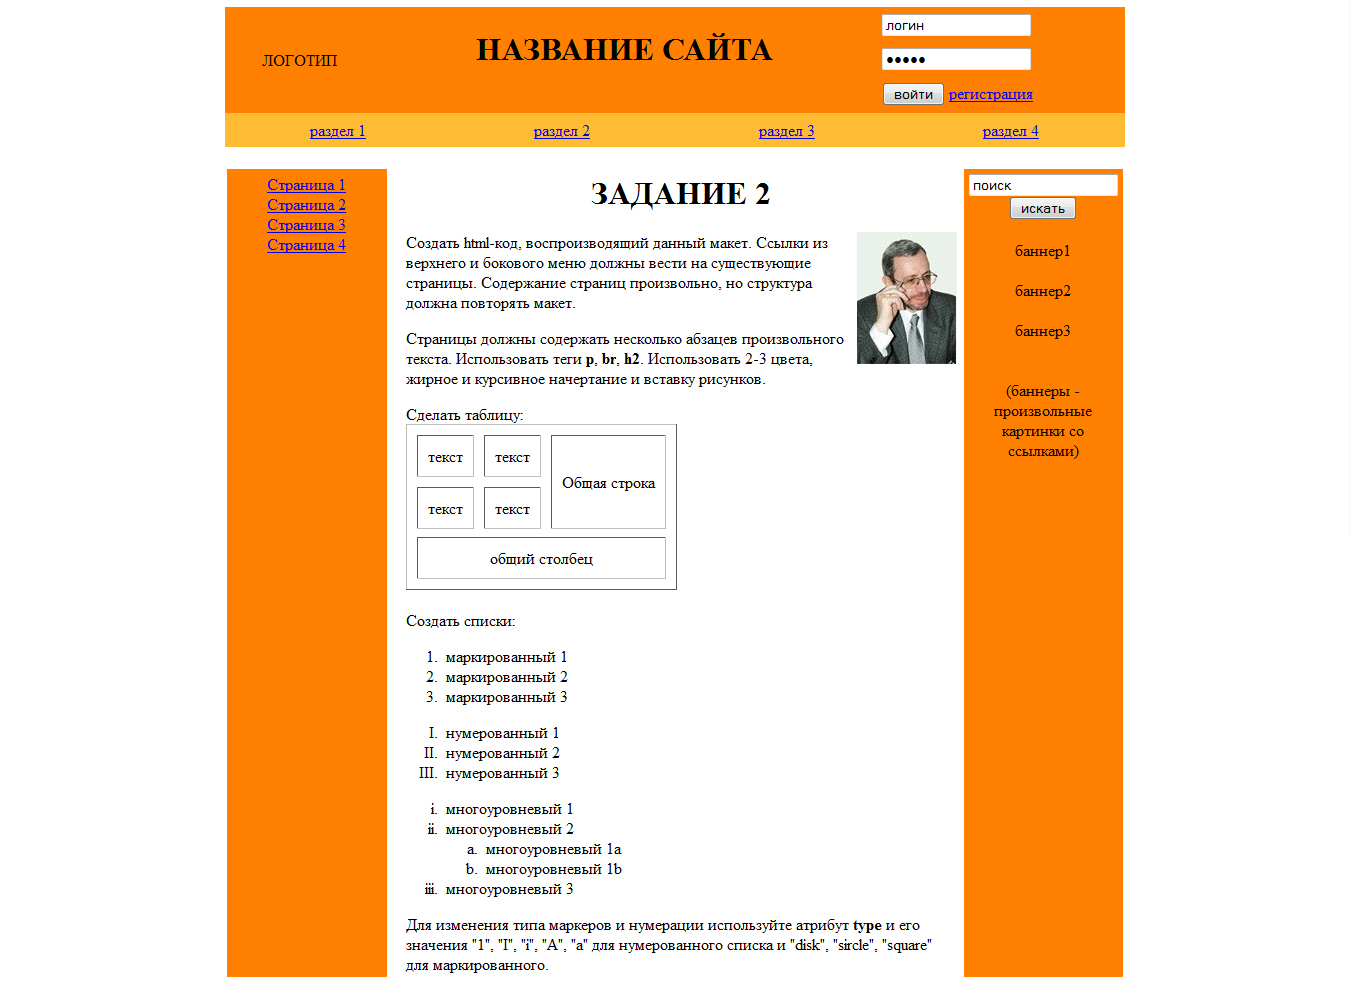 ЛОГОТИП
НАЗВАНИЕ САЙТА
логин
●●●●●
войти регистрация
раздел 1 раздел 2 раздел 3 раздел 4
Страница 1
Страница 2
Страница 3
Страница 4
ЗАДАНИЕ 2
Создать html-код, воспроизводящий данный макет. Ссылки из
верхнего и бокового меню должны вести на существующие
страницы. Содержание страниц произвольно, но структура
должна повторять макет.
Страницы должны содержать несколько абзацев произвольного
текста. Использовать теги p, br, h2. Использовать 2-3 цвета,
жирное и курсивное начертание и вставку рисунков.
Сделать таблицу:
текст текст
Общая строка
текст текст
общий столбец
Создать списки:
1. маркированный 1
2. маркированный 2
3. маркированный 3
I. нумерованный 1
II. нумерованный 2
III. нумерованный 3
i. многоуровневый 1
ii. многоуровневый 2
a. многоуровневый 1a
b. многоуровневый 1b
iii. многоуровневый 3
Для изменения типа маркеров и нумерации используйте атрибут type и его
значения "1", "I", "i", "A", "a" для нумерованного списка и "disk", "sircle", "square"
для маркированного.
поиск
искать
баннер1
баннер2
баннер3
(баннеры -
произвольные
картинки со
ссылками)